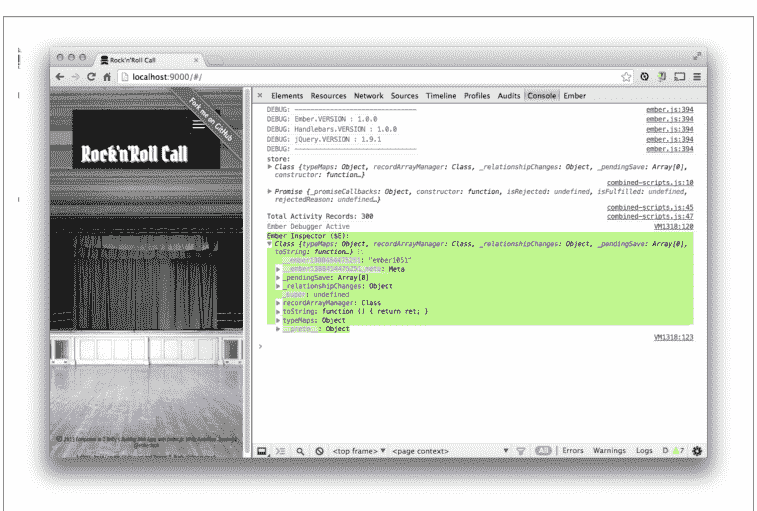 Rock'n'Roll Call
localhost:9000/#/
Elements Resources Network Sources Timeline Profiles Audits Console Ember
Fork me on GitHub
Rock'n'Roll Call
DEBUG: -------------------------------
ember.js:394
DEBUG: Ember.VERSION : 1.0.0
ember.js:394
DEBUG: Handlebars.VERSION : 1.0.0
ember.js:394
DEBUG: jQuery.VERSION : 1.9.1
ember.js:394
DEBUG: -------------------------------
ember.js:394
store:
Class {typeMaps: Object, recordArrayManager: Class, _relationshipChanges: Object, _pendingSave: Array[0],
constructor: function…}
combined-scripts.js:10
Promise {_promiseCallbacks: Object, constructor: function, isRejected: undefined, isFulfilled: undefined,
rejectedReason: undefined…}
combined-scripts.js:45
Total Activity Records: 300
combined-scripts.js:47
Ember Debugger Active
VM1318:120
Ember Inspector ($E):
Class {typeMaps: Object, recordArrayManager: Class, _relationshipChanges: Object, _pendingSave: Array[0],
toString: function…}
"ember1051"
Meta
_pendingSave: Array[0]
_relationshipChanges: Object
_super: undefined
recordArrayManager: Class
toString: function () { return ret; }
typeMaps: Object
__proto__: Object
VM1318:123
<top frame> <page context> All Errors Warnings Logs D 7